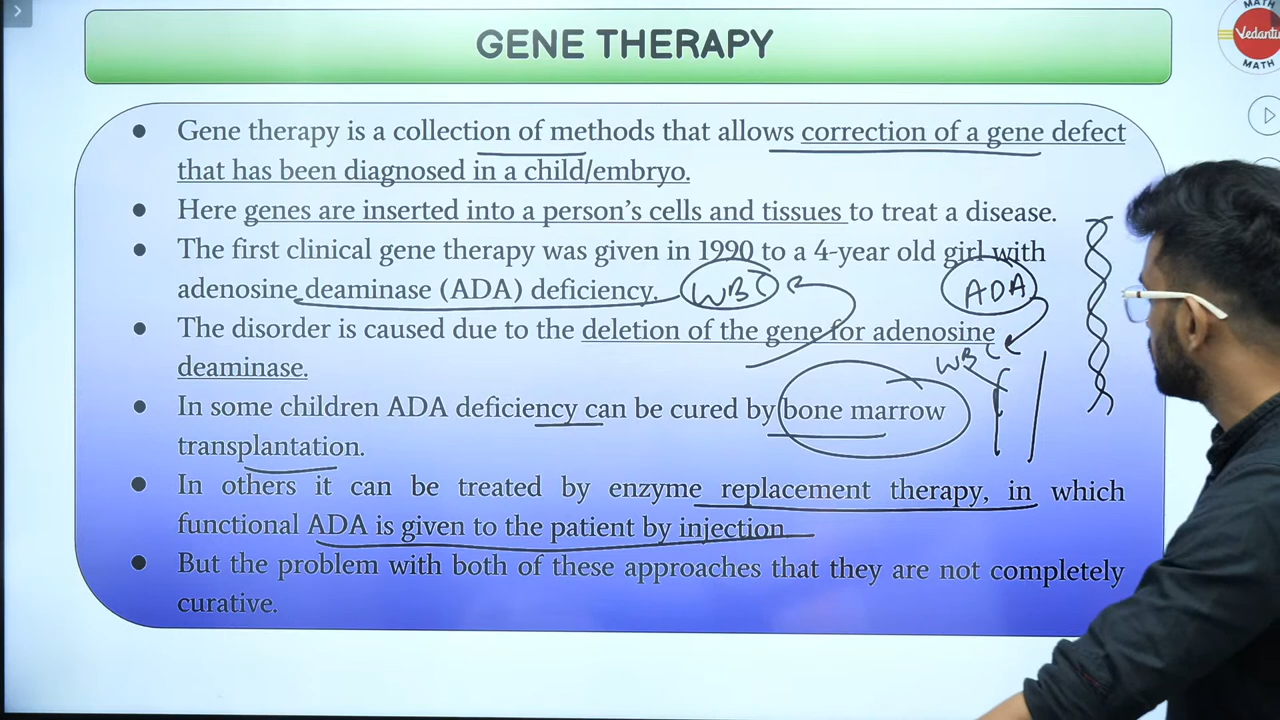 GENE THERAPY
MATH
Vedantu
MATH
● Gene therapy is a collection of methods that allows correction of a gene defect
that has been diagnosed in a child/embryo.
● Here genes are inserted into a person's cells and tissues to treat a disease.
● The first clinical gene therapy was given in 1990 to a 4-year old girl with
adenosine deaminase (ADA) deficiency. WBC ADA
● The disorder is caused due to the deletion of the gene for adenosine
deaminase. WBC
● In some children ADA deficiency can be cured by bone marrow
transplantation.
● In others it can be treated by enzyme replacement therapy, in which
functional ADA is given to the patient by injection
● But the problem with both of these approaches that they are not completely
curative.